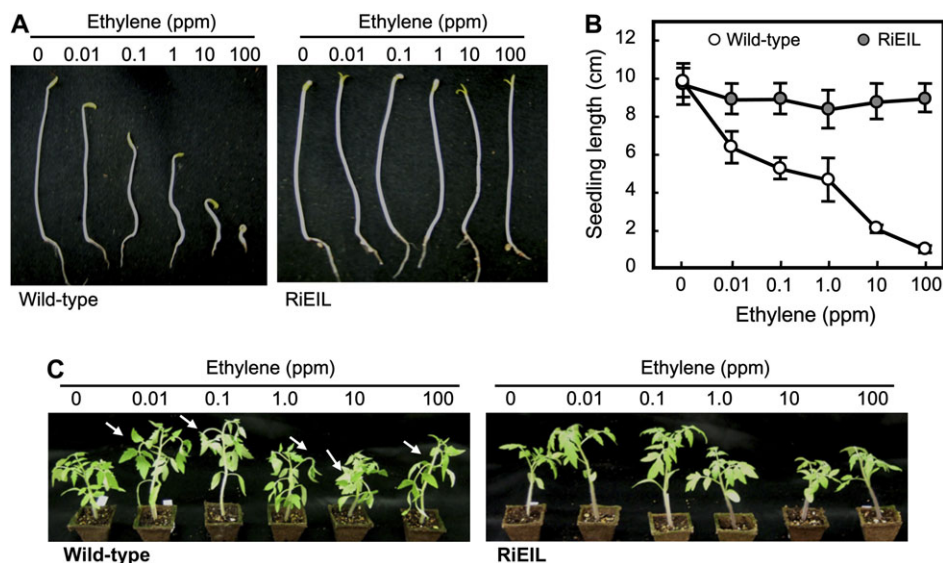 A
Ethylene (ppm)
0 0.01 0.1 1 10 100
Wild-type
Ethylene (ppm)
0 0.01 0.1 1 10 100
RiEIL
B
Wild-type RiEIL
Seedling length (cm)
12
10
8
6
4
2
0
0 0.01 0.1 1.0 10 100
Ethylene (ppm)
C
Ethylene (ppm)
0 0.01 0.1 1.0 10 100
Wild-type
Ethylene (ppm)
0 0.01 0.1 1.0 10 100
RiEIL